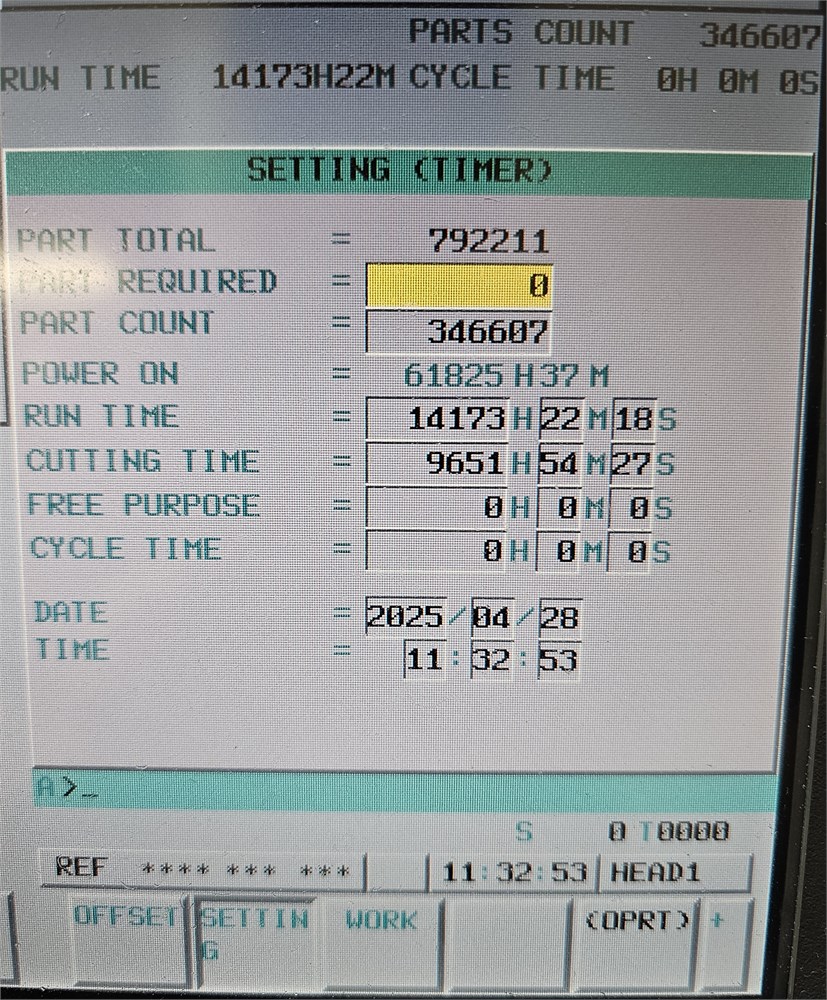 PARTS COUNT 346607
RUN TIME 14173H22M CYCLE TIME 0H 0M 0S
SETTING (TIMER)
PART TOTAL = 792211
PART REQUIRED = 0
PART COUNT = 346607
POWER ON = 61825 H 37 M
RUN TIME = 14173 H 22 M 18 S
CUTTING TIME = 9651 H 54 M 27 S
FREE PURPOSE = 0 H 0 M 0 S
CYCLE TIME = 0 H 0 M 0 S
DATE = 2025/04/28
TIME = 11:32:53
A>_
S 0 T0000
REF **** *** *** 11:32:53 HEAD1
OFFSET SETTIN WORK (OPRT) +
G